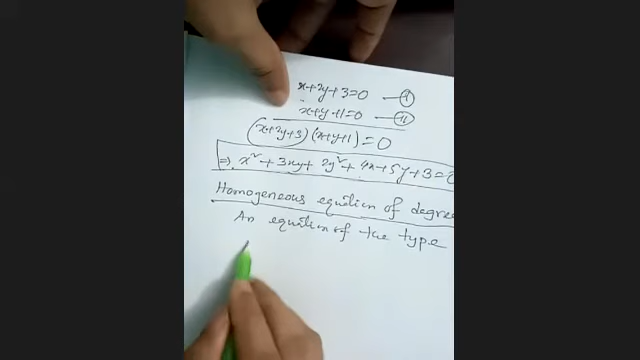 x+2y+3=0 — (I)
x+y+1=0 — (II)
(x+2y+3)(x+y+1)=0
⇒ x²+3xy+2y²+4x+5y+3=0
Homogeneous equation of degree
An equation of the type